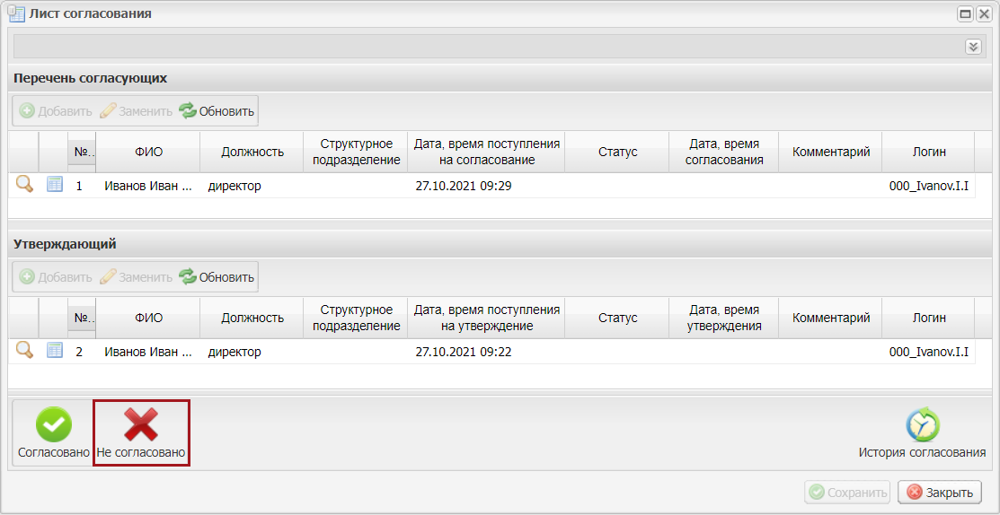 Лист согласования
Перечень согласующих
Добавить Заменить Обновить
№.. ФИО Должность Структурное подразделение Дата, время поступления на согласование Статус Дата, время согласования Комментарий Логин
1 Иванов Иван ... директор 27.10.2021 09:29 000_Ivanov.I.I
Утверждающий
Добавить Заменить Обновить
№.. ФИО Должность Структурное подразделение Дата, время поступления на утверждение Статус Дата, время утверждения Комментарий Логин
2 Иванов Иван ... директор 27.10.2021 09:22 000_Ivanov.I.I
Согласовано Не согласовано История согласования
Сохранить Закрыть